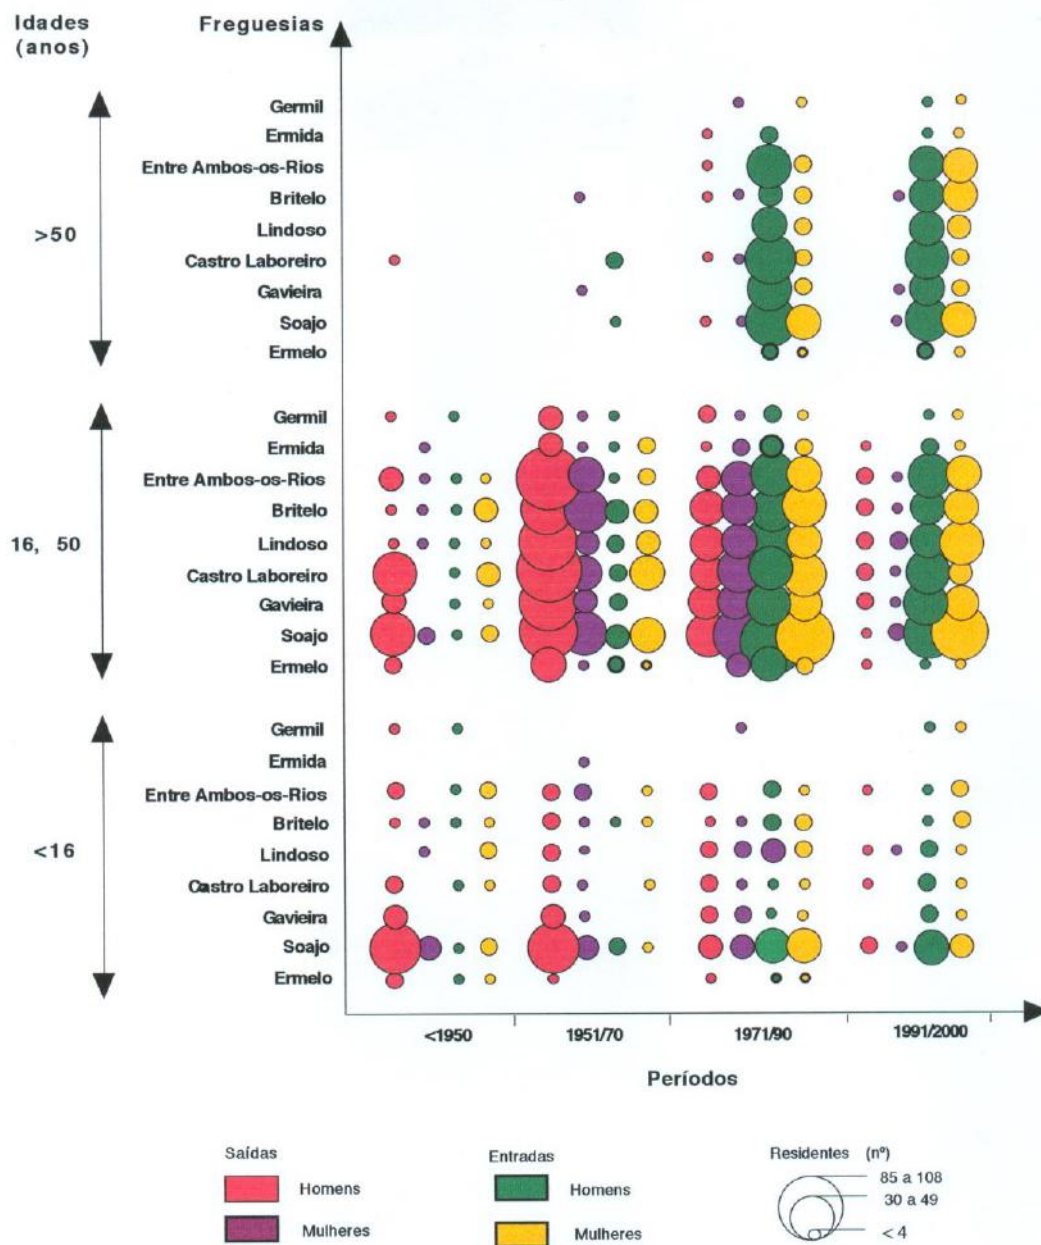 Idades
(anos)
Freguesias
>50
Germil
Ermida
Entre Ambos-os-Rios
Britelo
Lindoso
Castro Laboreiro
Gavieira
Soajo
Ermelo
16, 50
Germil
Ermida
Entre Ambos-os-Rios
Britelo
Lindoso
Castro Laboreiro
Gavieira
Soajo
Ermelo
<16
Germil
Ermida
Entre Ambos-os-Rios
Britelo
Lindoso
Castro Laboreiro
Gavieira
Soajo
Ermelo
<1950 1951/70 1971/90 1991/2000
Períodos
Saídas
Homens
Mulheres
Entradas
Homens
Mulheres
Residentes (nº)
85 a 108
30 a 49
< 4